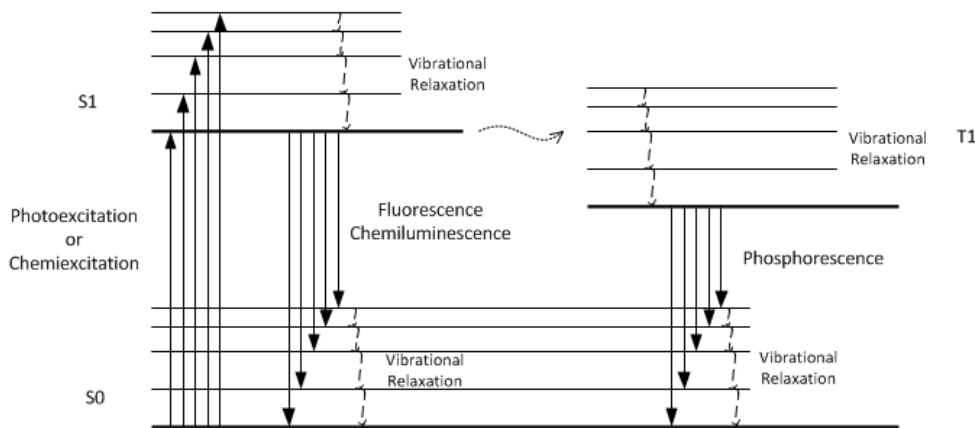 Vibrational
Relaxation
S1
Vibrational
Relaxation
T1
Photoexcitation
or
Chemiexcitation
Fluorescence
Chemiluminescence
Phosphorescence
Vibrational
Relaxation
Vibrational
Relaxation
S0